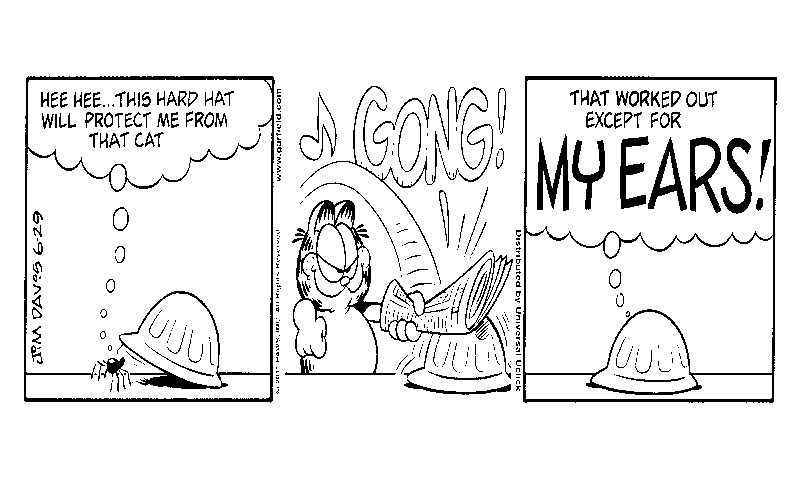 HEE HEE...THIS HARD HAT
WILL PROTECT ME FROM
THAT CAT
JIM DAVIS 6-29
www.garfield.com
GONG!
Distributed by Universal Uclick
THAT WORKED OUT
EXCEPT FOR
MY EARS!